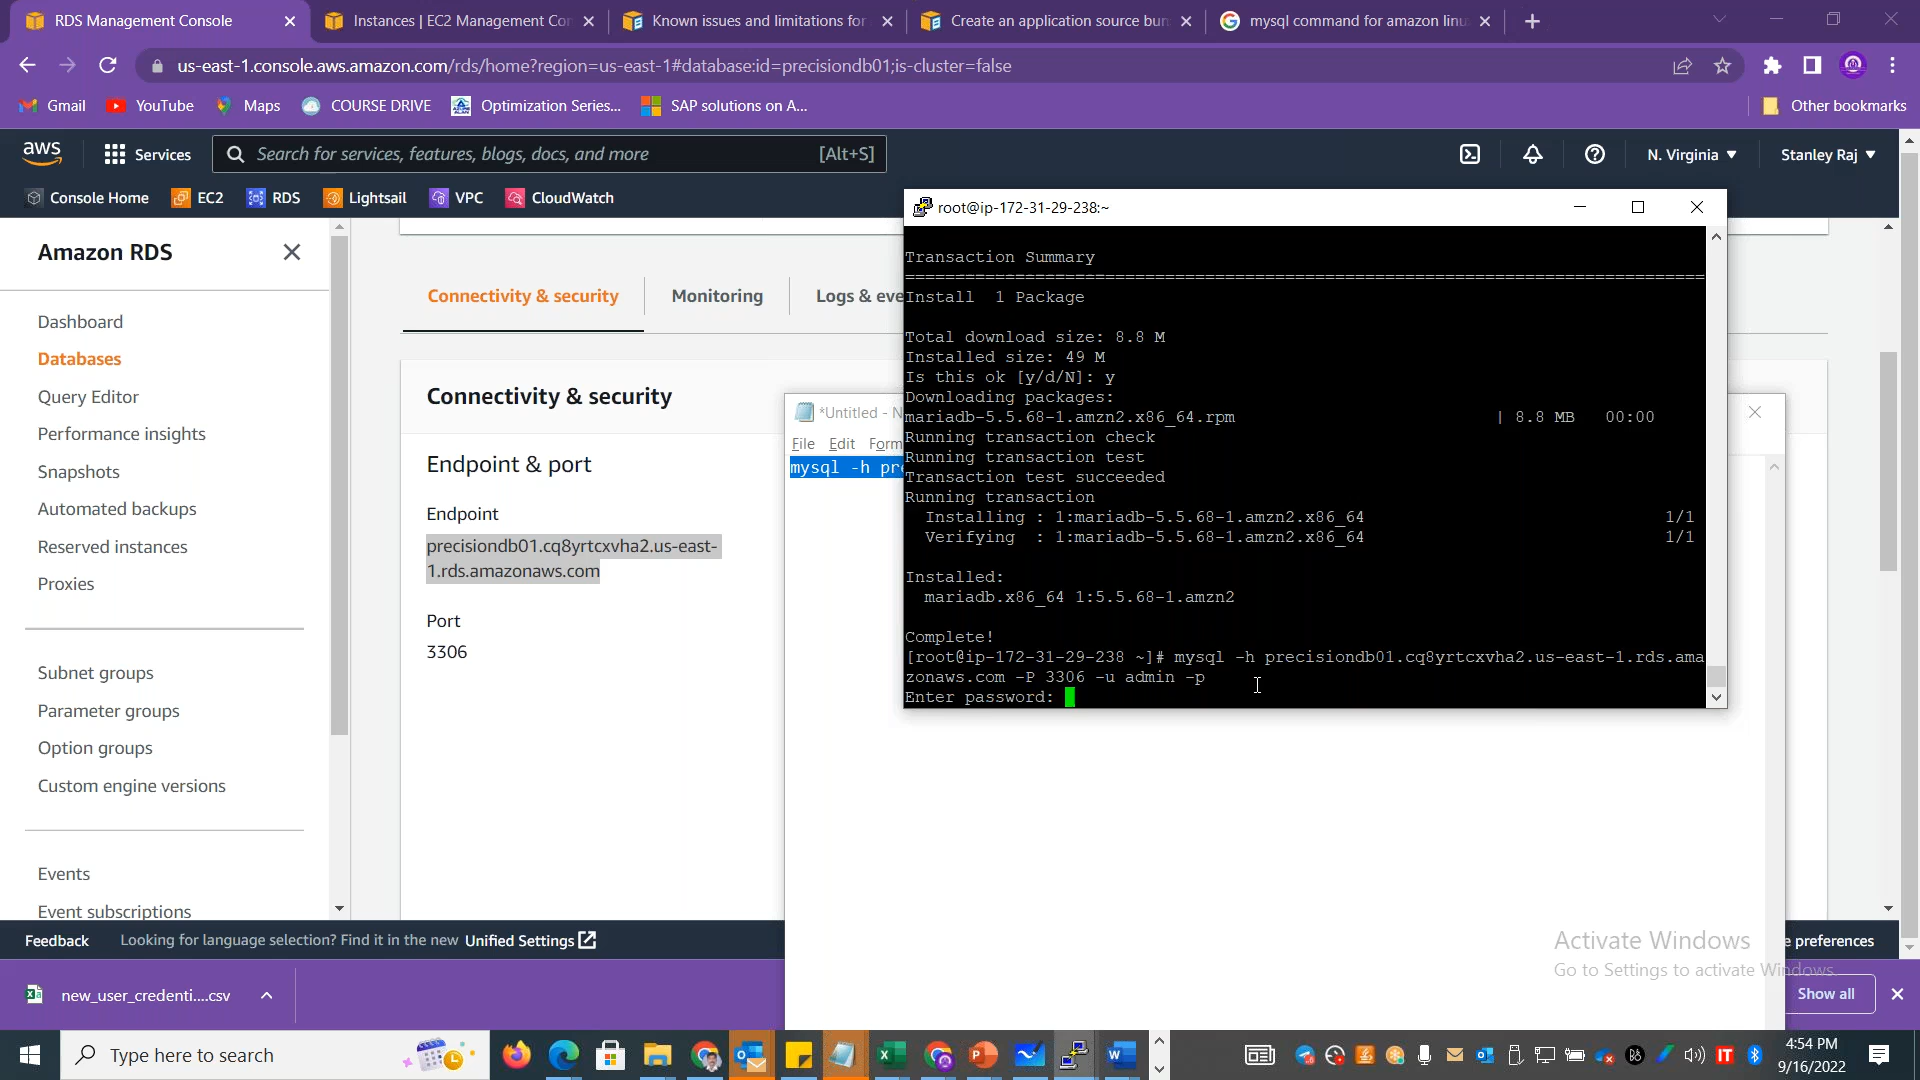 RDS Management Console
Instances | EC2 Management Con
Known issues and limitations for
Create an application source bun
mysql command for amazon linu
us-east-1.console.aws.amazon.com/rds/home?region=us-east-1#database:id=precisiondb01;is-cluster=false
Gmail
YouTube
Maps
COURSE DRIVE
Optimization Series...
SAP solutions on A...
Other bookmarks
aws
Services
Search for services, features, blogs, docs, and more
[Alt+S]
N. Virginia
Stanley Raj
Console Home
EC2
RDS
Lightsail
VPC
CloudWatch
Amazon RDS
Dashboard
Databases
Query Editor
Performance insights
Snapshots
Automated backups
Reserved instances
Proxies
Subnet groups
Parameter groups
Option groups
Custom engine versions
Events
Event subscriptions
Connectivity & security
Monitoring
Logs & eve
Connectivity & security
Endpoint & port
Endpoint
precisiondb01.cq8yrtcxvha2.us-east-
1.rds.amazonaws.com
Port
3306
*Untitled - N
File Edit Form
mysql -h pre
root@ip-172-31-29-238:~
Transaction Summary
================================================================================
Install  1 Package
Total download size: 8.8 M
Installed size: 49 M
Is this ok [y/d/N]: y
Downloading packages:
mariadb-5.5.68-1.amzn2.x86_64.rpm | 8.8 MB 00:00
Running transaction check
Running transaction test
Transaction test succeeded
Running transaction
Installing : 1:mariadb-5.5.68-1.amzn2.x86_64 1/1
Verifying : 1:mariadb-5.5.68-1.amzn2.x86_64 1/1
Installed:
mariadb.x86_64 1:5.5.68-1.amzn2
Complete!
[root@ip-172-31-29-238 ~]# mysql -h precisiondb01.cq8yrtcxvha2.us-east-1.rds.ama
zonaws.com -P 3306 -u admin -p
Enter password:
Activate Windows
Go to Settings to activate Windows.
Feedback
Looking for language selection? Find it in the new Unified Settings
e preferences
new_user_credenti....csv
Show all
Type here to search
4:54 PM
9/16/2022